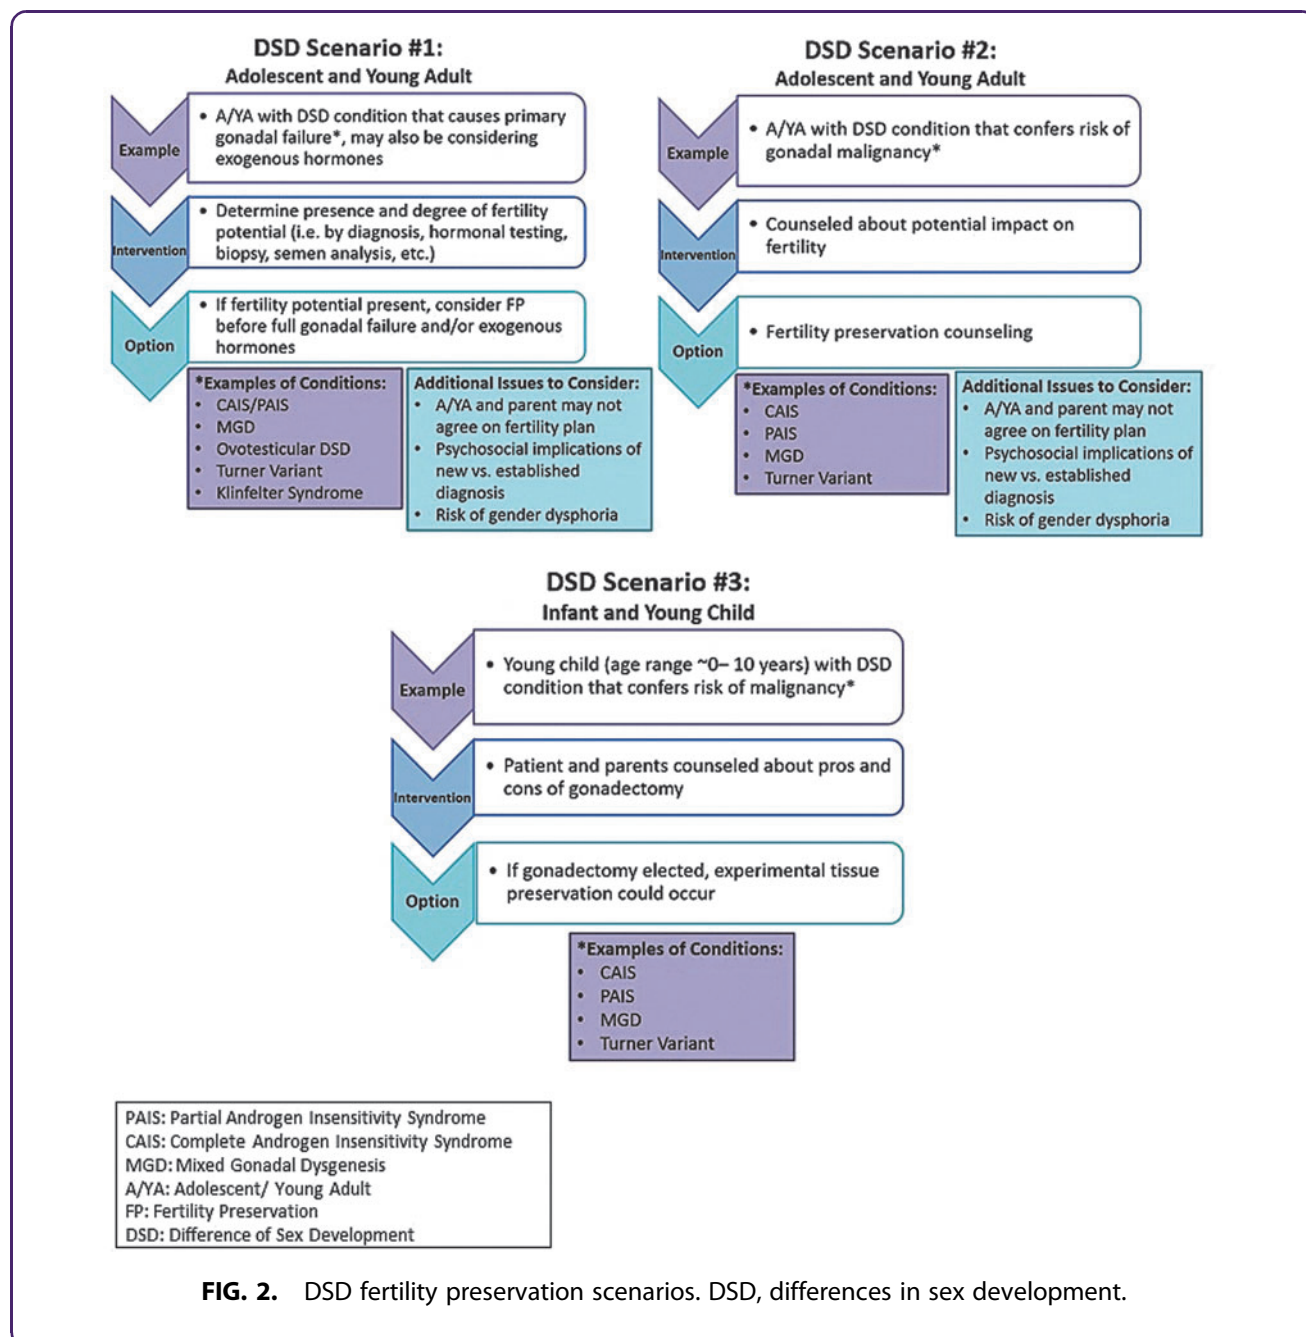 DSD Scenario #1:
Adolescent and Young Adult
Example
• A/YA with DSD condition that causes primary
gonadal failure*, may also be considering
exogenous hormones
Intervention
• Determine presence and degree of fertility
potential (i.e. by diagnosis, hormonal testing,
biopsy, semen analysis, etc.)
Option
• If fertility potential present, consider FP
before full gonadal failure and/or exogenous
hormones
*Examples of Conditions:
• CAIS/PAIS
• MGD
• Ovotesticular DSD
• Turner Variant
• Klinfelter Syndrome
Additional Issues to Consider:
• A/YA and parent may not
agree on fertility plan
• Psychosocial implications of
new vs. established
diagnosis
• Risk of gender dysphoria
DSD Scenario #2:
Adolescent and Young Adult
Example
• A/YA with DSD condition that confers risk of
gonadal malignancy*
Intervention
• Counseled about potential impact on
fertility
Option
• Fertility preservation counseling
*Examples of Conditions:
• CAIS
• PAIS
• MGD
• Turner Variant
Additional Issues to Consider:
• A/YA and parent may not
agree on fertility plan
• Psychosocial implications of
new vs. established
diagnosis
• Risk of gender dysphoria
DSD Scenario #3:
Infant and Young Child
Example
• Young child (age range ~0– 10 years) with DSD
condition that confers risk of malignancy*
Intervention
• Patient and parents counseled about pros and
cons of gonadectomy
Option
• If gonadectomy elected, experimental tissue
preservation could occur
*Examples of Conditions:
• CAIS
• PAIS
• MGD
• Turner Variant
PAIS: Partial Androgen Insensitivity Syndrome
CAIS: Complete Androgen Insensitivity Syndrome
MGD: Mixed Gonadal Dysgenesis
A/YA: Adolescent/ Young Adult
FP: Fertility Preservation
DSD: Difference of Sex Development
FIG. 2. DSD fertility preservation scenarios. DSD, differences in sex development.